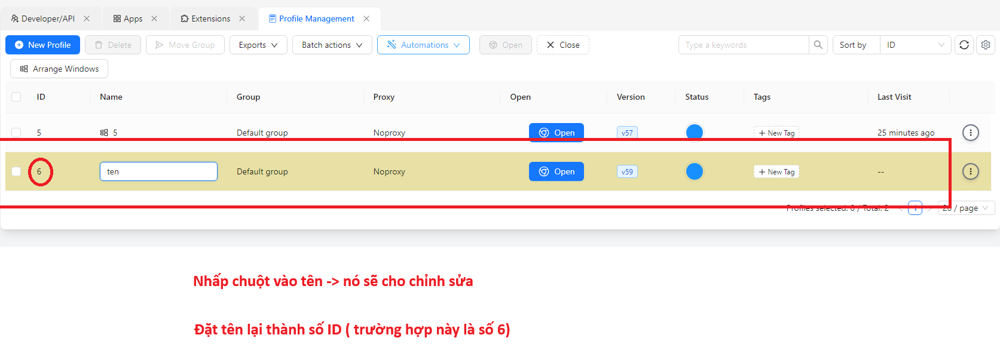 Developer/API Apps Extensions Profile Management
New Profile Delete Move Group Exports Batch actions Automations Open Close Type a keywords Sort by ID
Arrange Windows
ID Name Group Proxy Open Version Status Tags Last Visit
5 5 Default group Noproxy Open v57 + New Tag 25 minutes ago
6 ten Default group Noproxy Open v59 + New Tag --
Profiles selected: 0 / Total: 2 < 1 > 20 / page
Nhấp chuột vào tên -> nó sẽ cho chỉnh sửa
Đặt tên lại thành số ID ( trường hợp này là số 6)